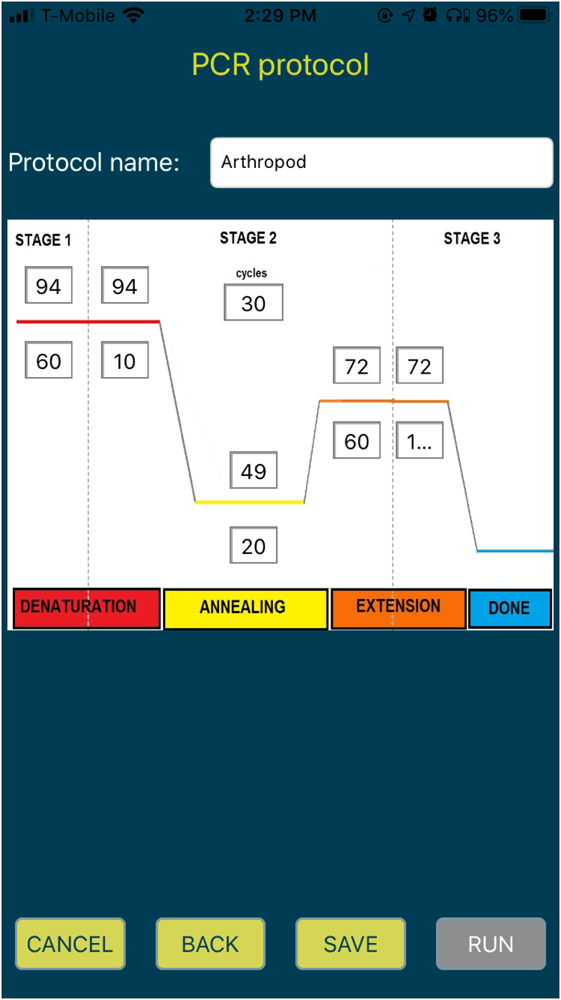 T-Mobile 2:29 PM 96%
PCR protocol
Protocol name: Arthropod
STAGE 1 STAGE 2 STAGE 3
cycles
94 94 30
60 10 72 72
60 1...
49
20
DENATURATION ANNEALING EXTENSION DONE
CANCEL BACK SAVE RUN